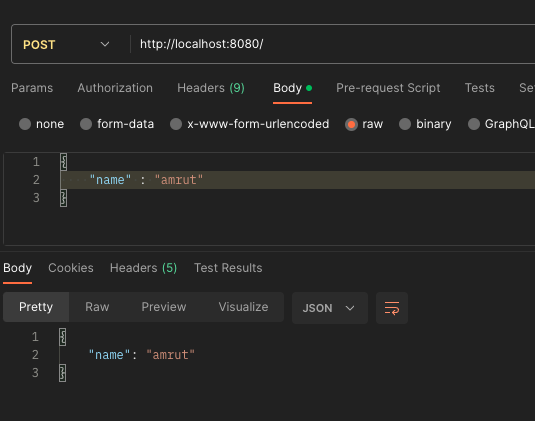 POST http://localhost:8080/
Params Authorization Headers (9) Body Pre-request Script Tests Se
none form-data x-www-form-urlencoded raw binary GraphQL
1 {
2 "name" : "amrut"
3 }
Body Cookies Headers (5) Test Results
Pretty Raw Preview Visualize JSON
1 {
2 "name": "amrut"
3 }